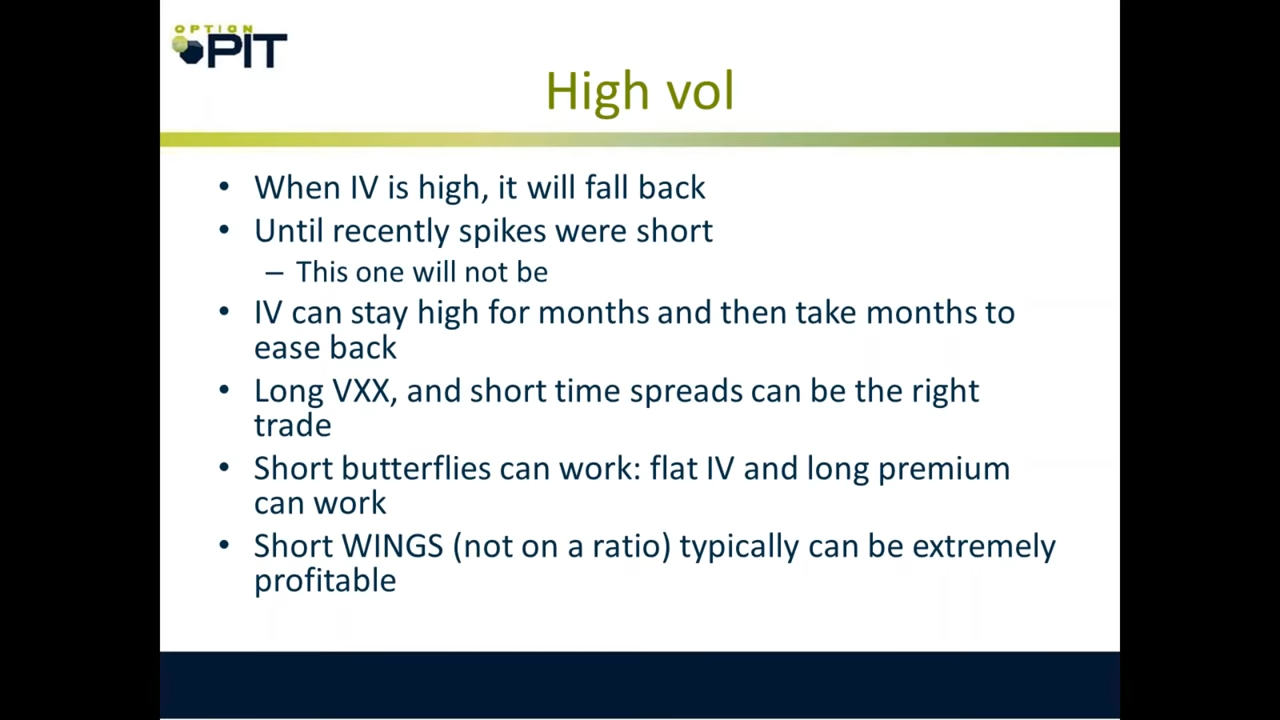 OPTION
PIT
High vol
• When IV is high, it will fall back
• Until recently spikes were short
– This one will not be
• IV can stay high for months and then take months to
ease back
• Long VXX, and short time spreads can be the right
trade
• Short butterflies can work: flat IV and long premium
can work
• Short WINGS (not on a ratio) typically can be extremely
profitable